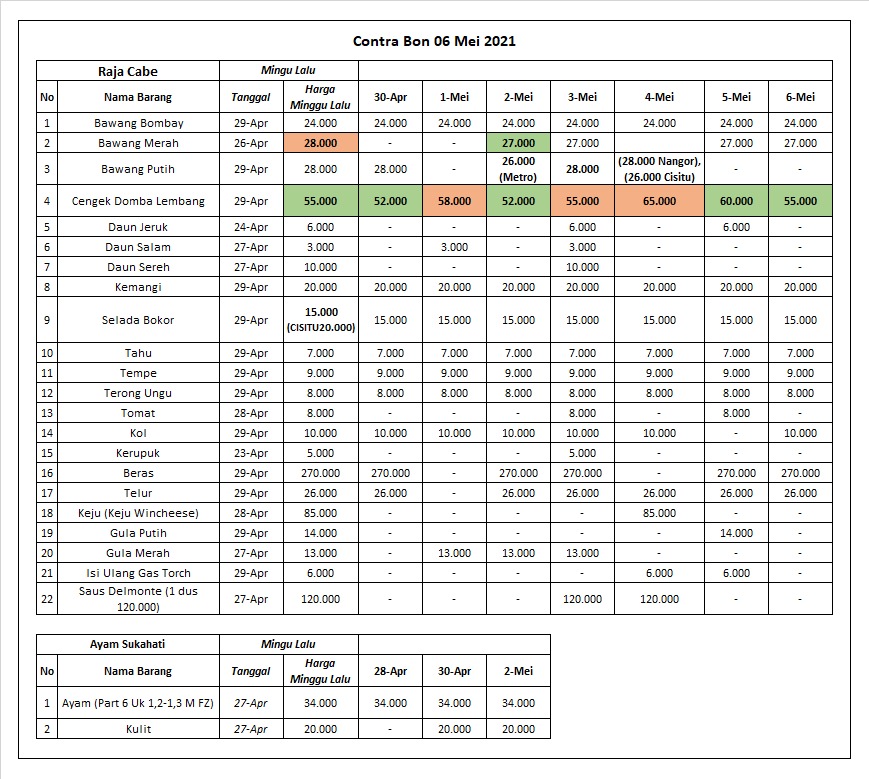 Contra Bon 06 Mei 2021
Raja Cabe Mingu Lalu
No Nama Barang Tanggal Harga Minggu Lalu 30-Apr 1-Mei 2-Mei 3-Mei 4-Mei 5-Mei 6-Mei
1 Bawang Bombay 29-Apr 24.000 24.000 24.000 24.000 24.000 24.000 24.000 24.000
2 Bawang Merah 26-Apr 28.000 - - 27.000 27.000 27.000 27.000
3 Bawang Putih 29-Apr 28.000 28.000 - 26.000 (Metro) 28.000 (28.000 Nangor), (26.000 Cisitu) - -
4 Cengek Domba Lembang 29-Apr 55.000 52.000 58.000 52.000 55.000 65.000 60.000 55.000
5 Daun Jeruk 24-Apr 6.000 - - - 6.000 - 6.000 -
6 Daun Salam 27-Apr 3.000 - 3.000 - 3.000 - - -
7 Daun Sereh 27-Apr 10.000 - - - 10.000 - - -
8 Kemangi 29-Apr 20.000 20.000 20.000 20.000 20.000 20.000 20.000 20.000
9 Selada Bokor 29-Apr 15.000 (CISITU20.000) 15.000 15.000 15.000 15.000 15.000 15.000 15.000
10 Tahu 29-Apr 7.000 7.000 7.000 7.000 7.000 7.000 7.000 7.000
11 Tempe 29-Apr 9.000 9.000 9.000 9.000 9.000 9.000 9.000 9.000
12 Terong Ungu 29-Apr 8.000 8.000 8.000 8.000 8.000 8.000 8.000 8.000
13 Tomat 28-Apr 8.000 - - - 8.000 - 8.000 -
14 Kol 29-Apr 10.000 10.000 10.000 10.000 10.000 10.000 - 10.000
15 Kerupuk 23-Apr 5.000 - - - 5.000 - - -
16 Beras 29-Apr 270.000 270.000 - 270.000 270.000 - 270.000 270.000
17 Telur 29-Apr 26.000 26.000 - 26.000 26.000 26.000 26.000 26.000
18 Keju (Keju Wincheese) 28-Apr 85.000 - - - - 85.000 - -
19 Gula Putih 29-Apr 14.000 - - - - - 14.000 -
20 Gula Merah 27-Apr 13.000 - 13.000 13.000 13.000 - - -
21 Isi Ulang Gas Torch 29-Apr 6.000 - - - - 6.000 6.000 -
22 Saus Delmonte (1 dus 120.000) 27-Apr 120.000 - - - 120.000 120.000 - -
Ayam Sukahati Mingu Lalu
No Nama Barang Tanggal Harga Minggu Lalu 28-Apr 30-Apr 2-Mei
1 Ayam (Part 6 Uk 1,2-1,3 M FZ) 27-Apr 34.000 34.000 34.000 34.000
2 Kulit 27-Apr 20.000 - 20.000 20.000